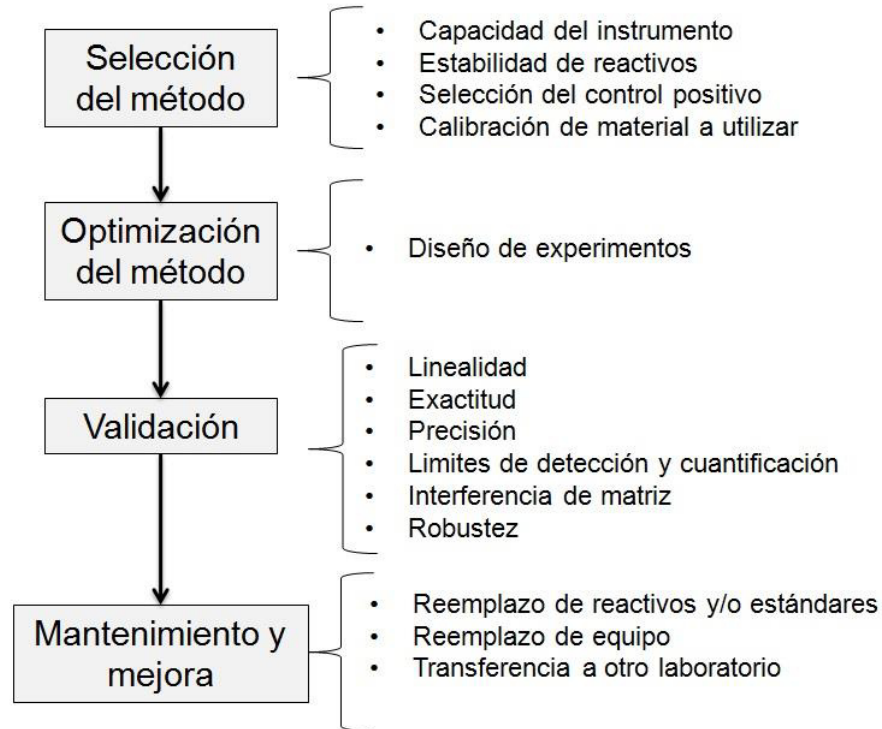 Selección
del método
• Capacidad del instrumento
• Estabilidad de reactivos
• Selección del control positivo
• Calibración de material a utilizar
Optimización
del método
• Diseño de experimentos
Validación
• Linealidad
• Exactitud
• Precisión
• Limites de detección y cuantificación
• Interferencia de matriz
• Robustez
Mantenimiento y
mejora
• Reemplazo de reactivos y/o estándares
• Reemplazo de equipo
• Transferencia a otro laboratorio